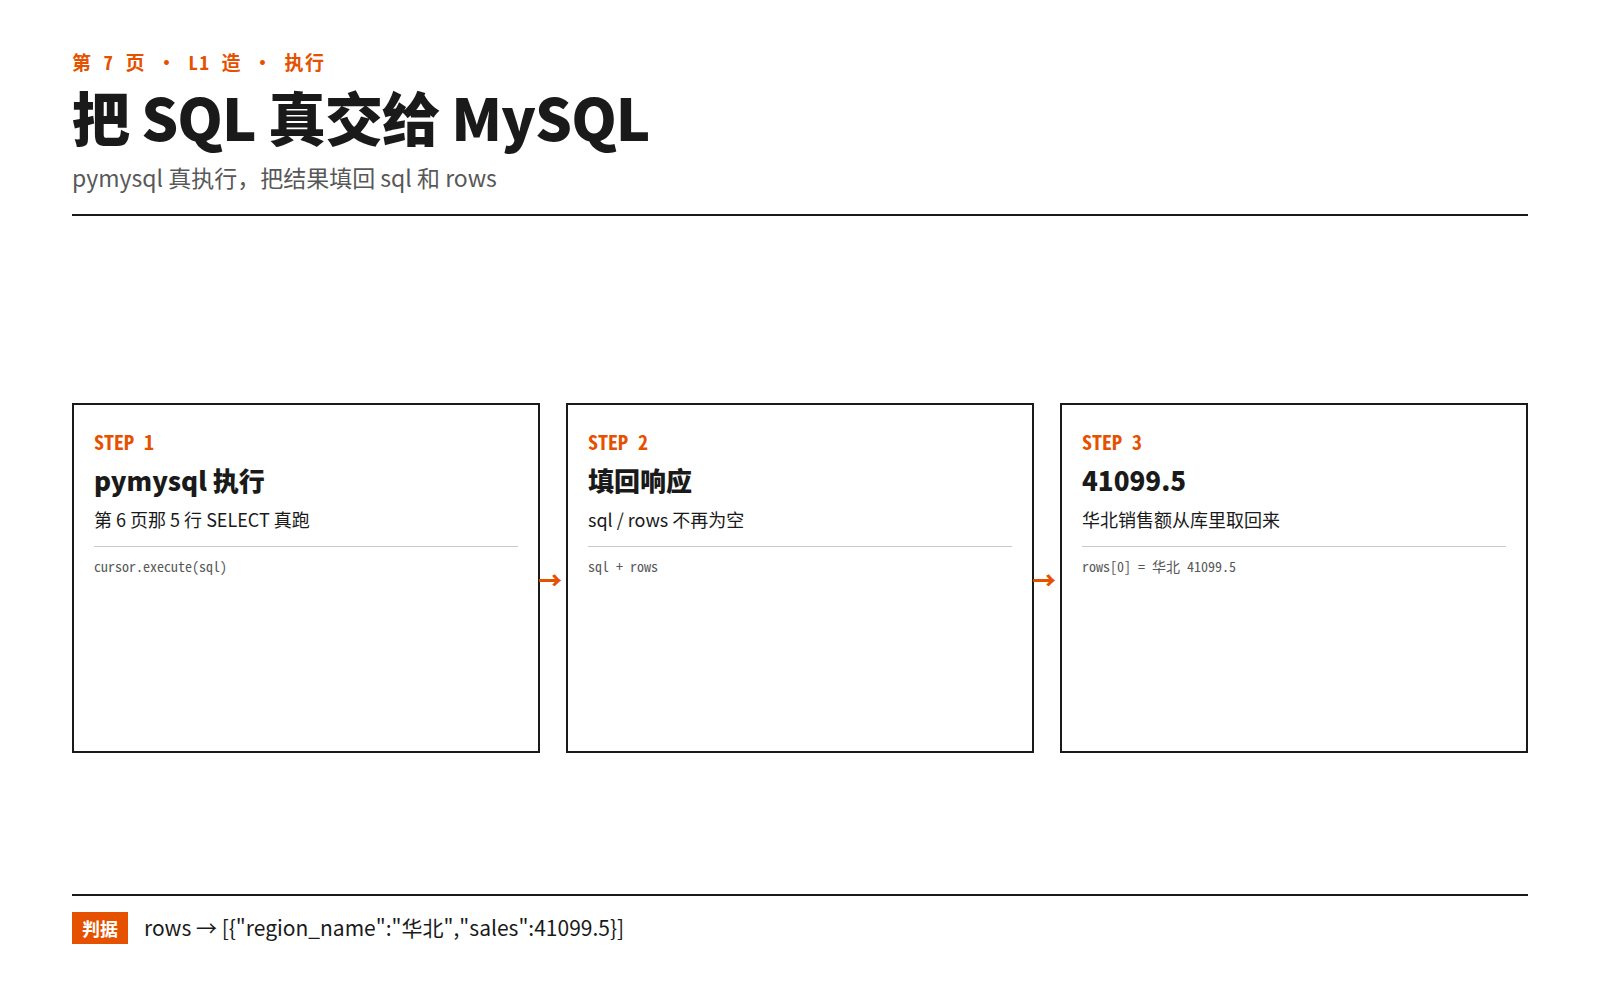 第 7 页 · L1 造 · 执行
把 SQL 真交给 MySQL
pymysql 真执行，把结果填回 sql 和 rows
STEP 1
pymysql 执行
第 6 页那 5 行 SELECT 真跑
cursor.execute(sql)
→
STEP 2
填回响应
sql / rows 不再为空
sql + rows
→
STEP 3
41099.5
华北销售额从库里取回来
rows[0] = 华北 41099.5
判据 rows → [{"region_name":"华北","sales":41099.5}]